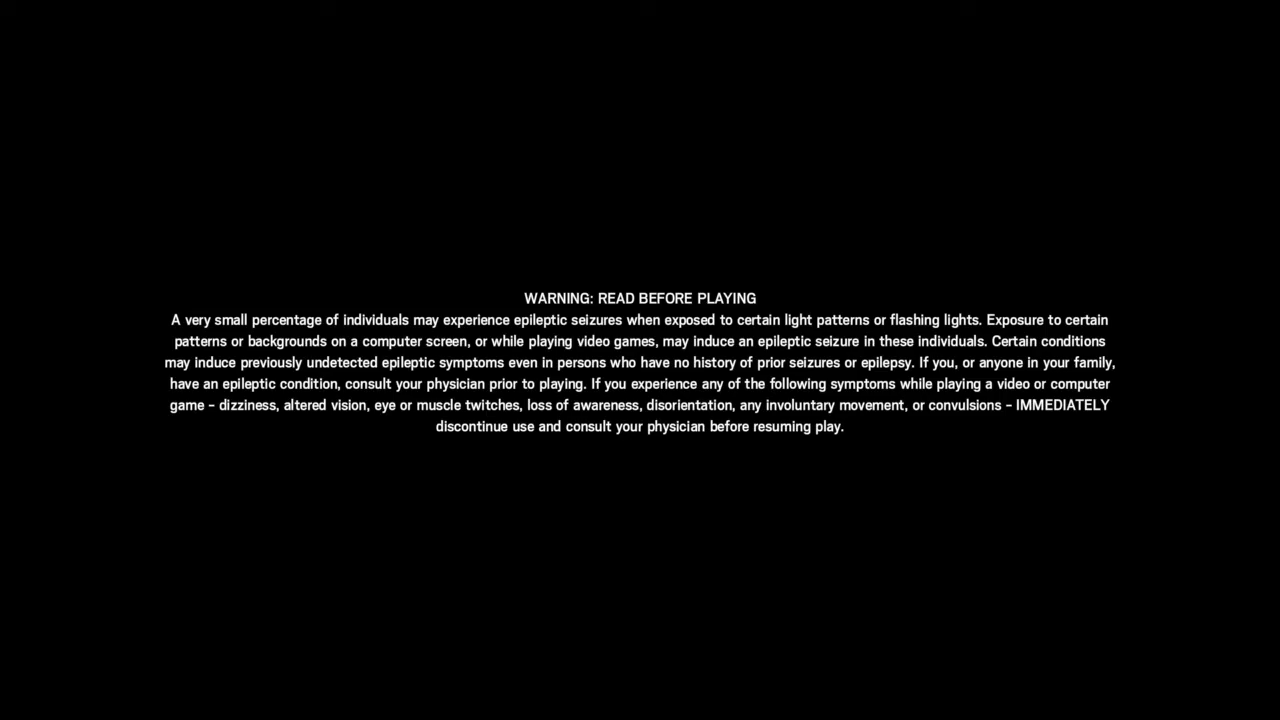 WARNING: READ BEFORE PLAYING
A very small percentage of individuals may experience epileptic seizures when exposed to certain light patterns or flashing lights. Exposure to certain
patterns or backgrounds on a computer screen, or while playing video games, may induce an epileptic seizure in these individuals. Certain conditions
may induce previously undetected epileptic symptoms even in persons who have no history of prior seizures or epilepsy. If you, or anyone in your family,
have an epileptic condition, consult your physician prior to playing. If you experience any of the following symptoms while playing a video or computer
game – dizziness, altered vision, eye or muscle twitches, loss of awareness, disorientation, any involuntary movement, or convulsions – IMMEDIATELY
discontinue use and consult your physician before resuming play.